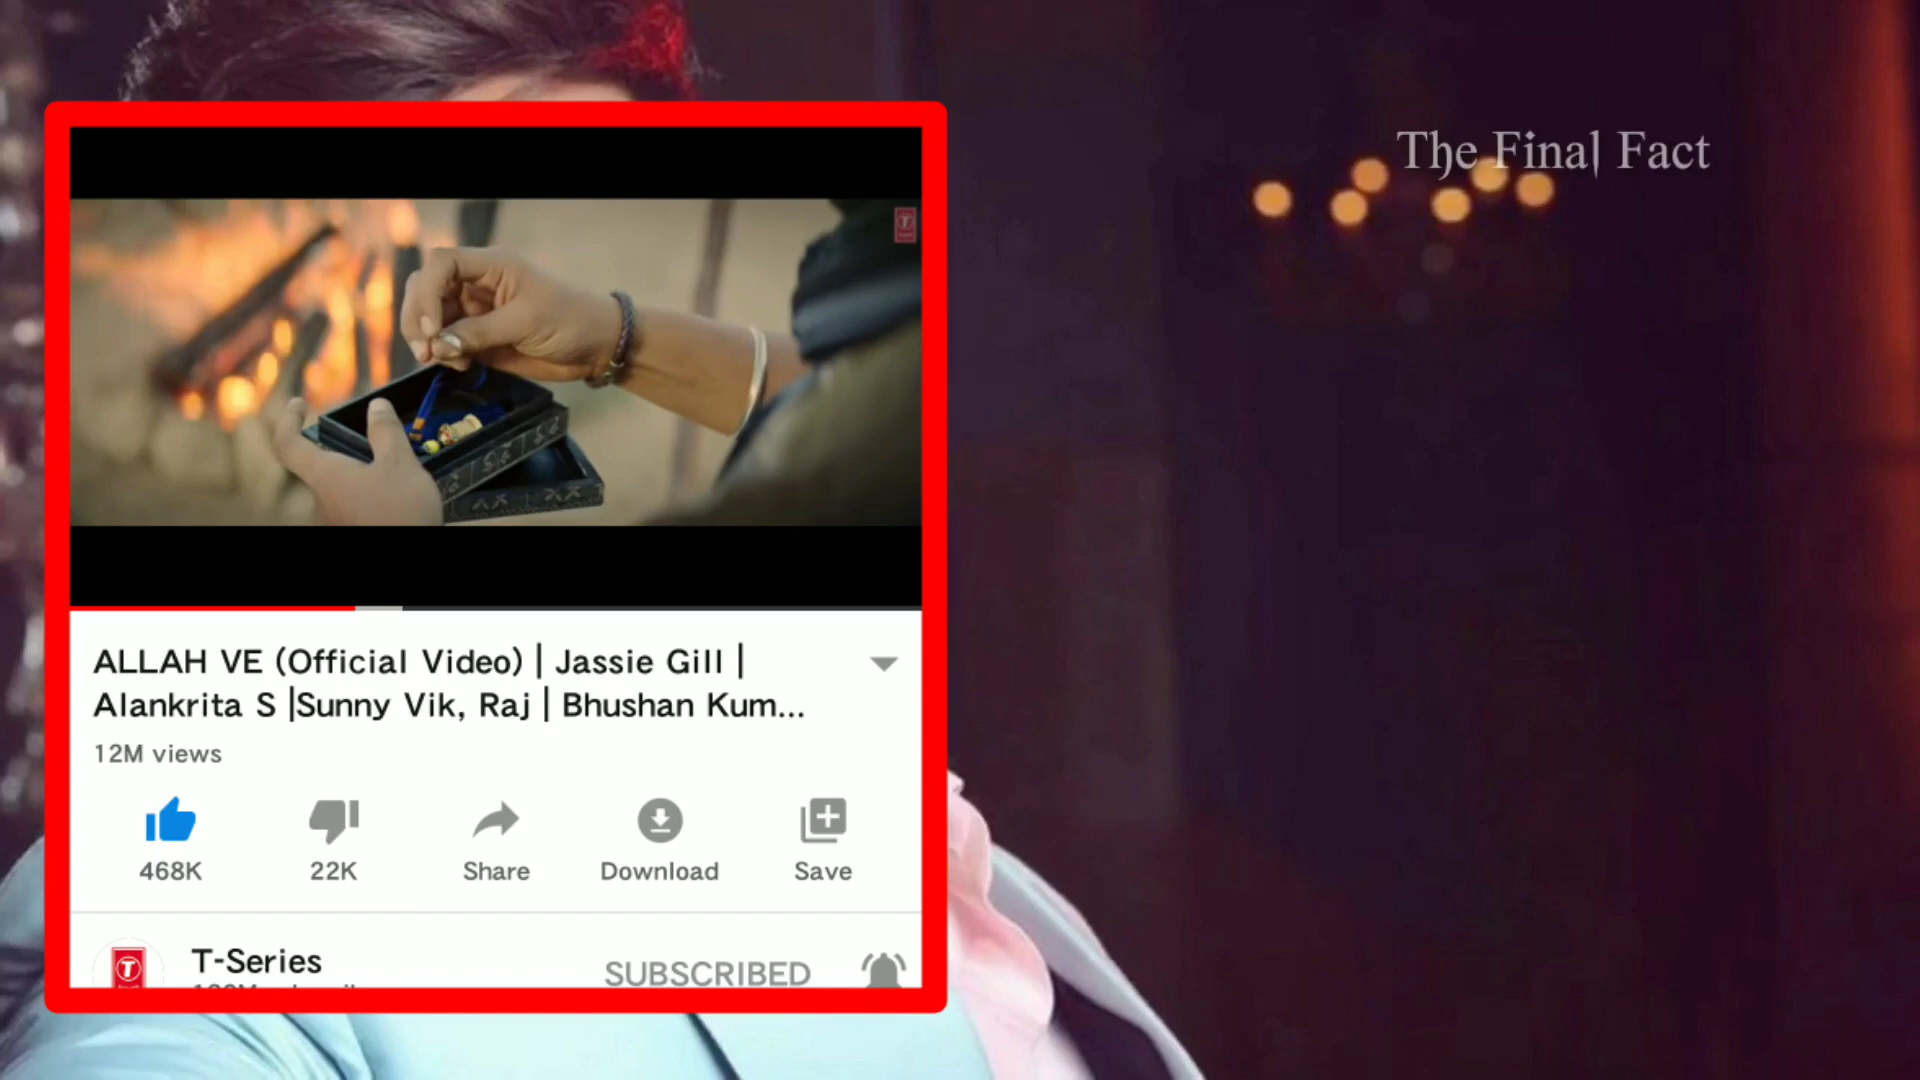 The Final Fact
ALLAH VE (Official Video) | Jassie Gill |
Alankrita S |Sunny Vik, Raj | Bhushan Kum...
12M views
468K
22K
Share
Download
Save
T-Series
SUBSCRIBED